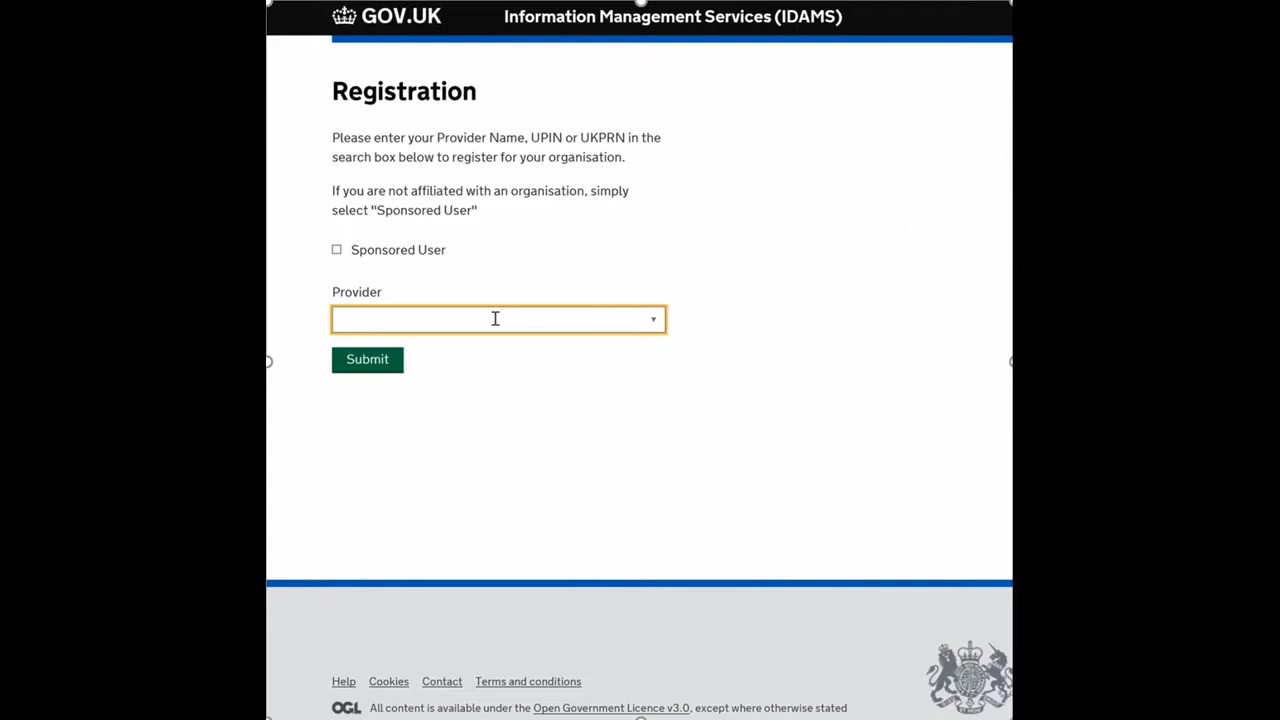 GOV.UK
Information Management Services (IDAMS)
Registration
Please enter your Provider Name, UPIN or UKPRN in the
search box below to register for your organisation.
If you are not affiliated with an organisation, simply
select "Sponsored User"
Sponsored User
Provider
Submit
Help Cookies Contact Terms and conditions
OGL All content is available under the Open Government Licence v3.0, except where otherwise stated